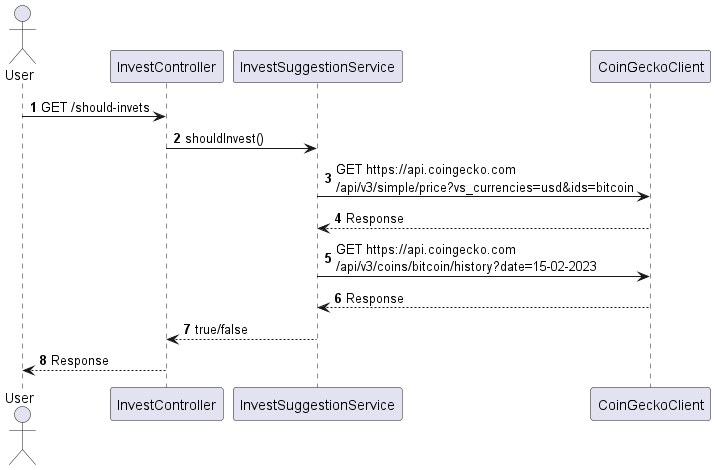 User
InvestController
InvestSuggestionService
CoinGeckoClient
1 GET /should-invets
2 shouldInvest()
3 GET https://api.coingecko.com
/api/v3/simple/price?vs_currencies=usd&ids=bitcoin
4 Response
5 GET https://api.coingecko.com
/api/v3/coins/bitcoin/history?date=15-02-2023
6 Response
7 true/false
8 Response
User
InvestController
InvestSuggestionService
CoinGeckoClient